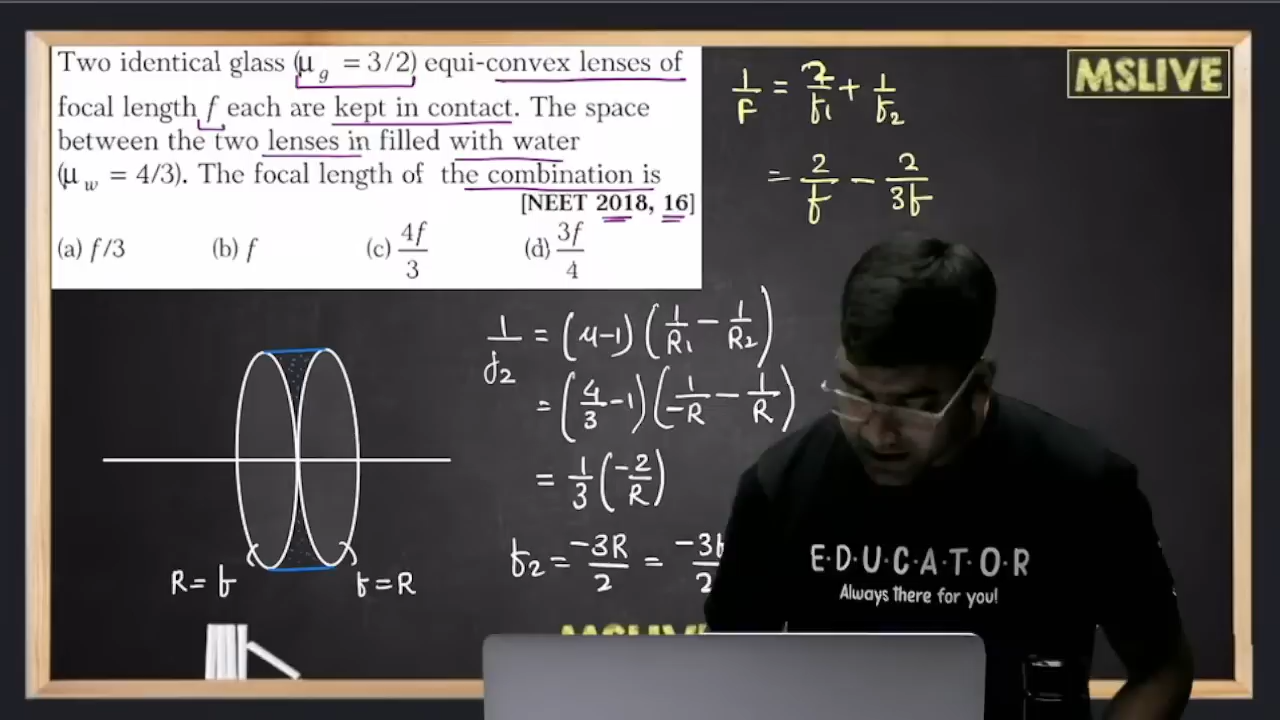 Two identical glass (μg = 3/2) equi-convex lenses of
focal length f each are kept in contact. The space
between the two lenses in filled with water
(μw = 4/3). The focal length of the combination is
[NEET 2018, 16]
(a) f/3 (b) f (c) 4f/3 (d) 3f/4
MSLIVE
1/F = 2/f₁ + 1/f₂
= 2/f − 2/3f
1/f₂ = (μ−1) (1/R₁ − 1/R₂)
= (4/3 −1) (1/−R − 1/R)
= 1/3 (−2/R)
f₂ = −3R/2 =
R = f
f = R
E·D·U·C·A·T·O·R
Always there for you!
MSLIVE